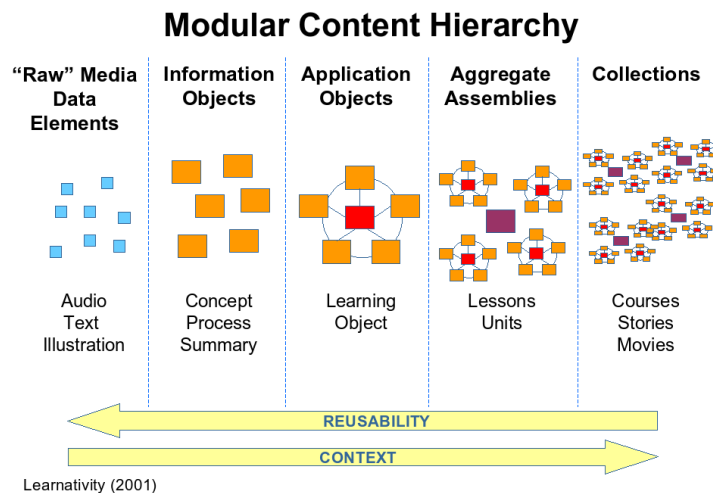 Modular Content Hierarchy
“Raw” Media
Data
Elements
Information
Objects
Application
Objects
Aggregate
Assemblies
Collections
Audio
Text
Illustration
Concept
Process
Summary
Learning
Object
Lessons
Units
Courses
Stories
Movies
REUSABILITY
CONTEXT
Learnativity (2001)